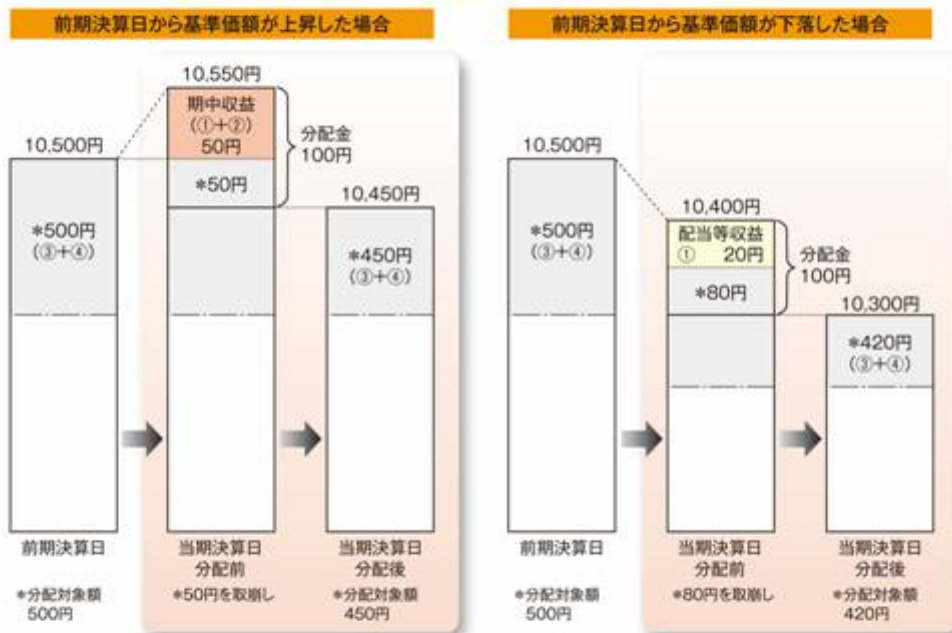 前期決算日から基準価額が上昇した場合
10,550円
期中収益
(①+②)
50円
分配金
100円
10,500円
*50円
10,450円
*500円
(③+④)
*450円
(③+④)
前期決算日
当期決算日
分配前
当期決算日
分配後
*分配対象額
500円
*50円を取崩し
*分配対象額
450円
前期決算日から基準価額が下落した場合
10,500円
10,400円
*500円
(③+④)
配当等収益
① 20円
分配金
100円
*80円
10,300円
*420円
(③+④)
前期決算日
当期決算日
分配前
当期決算日
分配後
*分配対象額
500円
*80円を取崩し
*分配対象額
420円